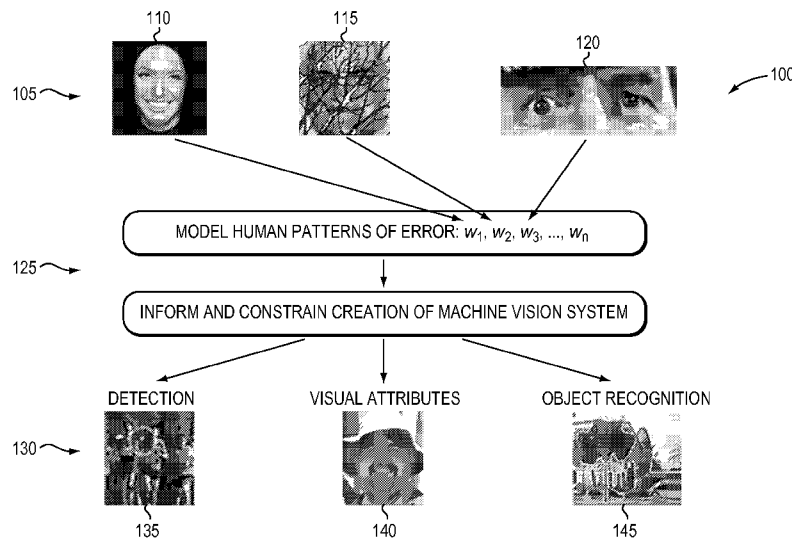 110
115
120
100
105
MODEL HUMAN PATTERNS OF ERROR: w1, w2, w3, ..., wn
125
INFORM AND CONSTRAIN CREATION OF MACHINE VISION SYSTEM
DETECTION
VISUAL ATTRIBUTES
OBJECT RECOGNITION
130
135
140
145